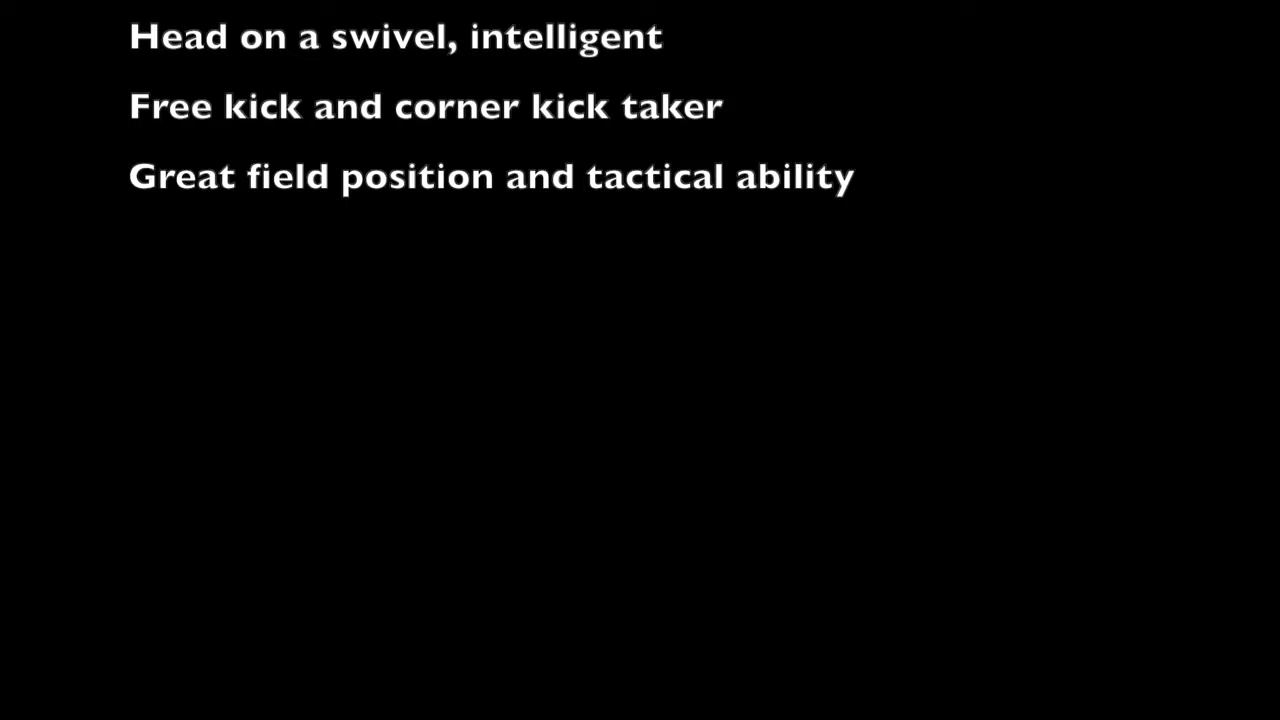 Head on a swivel, intelligent
Free kick and corner kick taker
Great field position and tactical ability